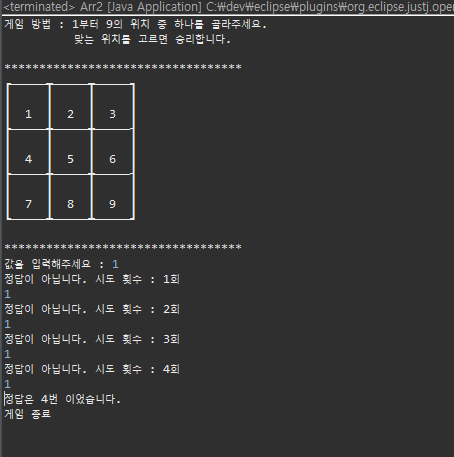 <terminated> Arr2 [Java Application] C:\dev\eclipse\plugins\org.eclipse.justj.ope
게임 방법 : 1부터 9의 위치 중 하나를 골라주세요.
맞는 위치를 고르면 승리합니다.
**********************************
1 2 3
4 5 6
7 8 9
**********************************
값을 입력해주세요 : 1
정답이 아닙니다. 시도 횟수 : 1회
1
정답이 아닙니다. 시도 횟수 : 2회
1
정답이 아닙니다. 시도 횟수 : 3회
1
정답이 아닙니다. 시도 횟수 : 4회
1
정답은 4번 이었습니다.
게임 종료